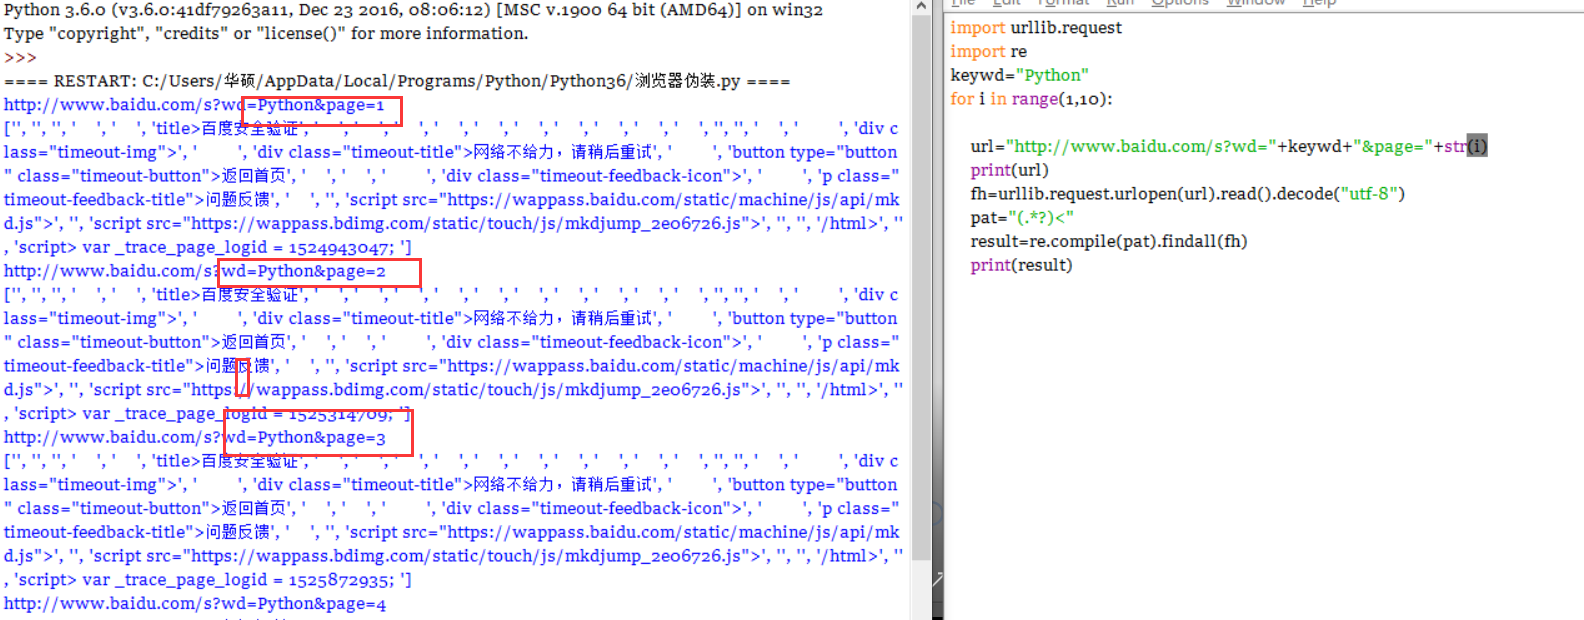 Python 3.6.0 (v3.6.0:41df79263a11, Dec 23 2016, 08:06:12) [MSC v.1900 64 bit (AMD64)] on win32
Type "copyright", "credits" or "license()" for more information.
>>>
==== RESTART: C:/Users/华硕/AppData/Local/Programs/Python/Python36/浏览器伪装.py ====
http://www.baidu.com/s?wd=Python&page=1
['', '', '', '    ', '    ', 'title>百度安全验证', '    ', '    ', '    ', '    ', '    ', '    ', '    ', '    ', '    ', '    ', '    ', '', '', '    ', '    ', 'div c
lass="timeout-img">', '        ', 'div class="timeout-title">网络不给力，请稍后重试', '        ', 'button type="button
" class="timeout-button">返回首页', '    ', '    ', '        ', 'div class="timeout-feedback-icon">', '        ', 'p class="
timeout-feedback-title">问题反馈', '    ', '', 'script src="https://wappass.baidu.com/static/machine/js/api/mk
d.js">', '', 'script src="https://wappass.bdimg.com/static/touch/js/mkdjump_2e06726.js">', '', '', '/html>', ''
, 'script> var _trace_page_logid = 1524943047; ']
http://www.baidu.com/s?wd=Python&page=2
['', '', '', '    ', '    ', 'title>百度安全验证', '    ', '    ', '    ', '    ', '    ', '    ', '    ', '    ', '    ', '    ', '    ', '', '', '    ', '    ', 'div c
lass="timeout-img">', '        ', 'div class="timeout-title">网络不给力，请稍后重试', '        ', 'button type="button
" class="timeout-button">返回首页', '    ', '    ', '        ', 'div class="timeout-feedback-icon">', '        ', 'p class="
timeout-feedback-title">问题反馈', '    ', '', 'script src="https://wappass.baidu.com/static/machine/js/api/mk
d.js">', '', 'script src="https://wappass.bdimg.com/static/touch/js/mkdjump_2e06726.js">', '', '', '/html>', ''
, 'script> var _trace_page_logid = 1525314709; ']
http://www.baidu.com/s?wd=Python&page=3
['', '', '', '    ', '    ', 'title>百度安全验证', '    ', '    ', '    ', '    ', '    ', '    ', '    ', '    ', '    ', '    ', '    ', '', '', '    ', '    ', 'div c
lass="timeout-img">', '        ', 'div class="timeout-title">网络不给力，请稍后重试', '        ', 'button type="button
" class="timeout-button">返回首页', '    ', '    ', '        ', 'div class="timeout-feedback-icon">', '        ', 'p class="
timeout-feedback-title">问题反馈', '    ', '', 'script src="https://wappass.baidu.com/static/machine/js/api/mk
d.js">', '', 'script src="https://wappass.bdimg.com/static/touch/js/mkdjump_2e06726.js">', '', '', '/html>', ''
, 'script> var _trace_page_logid = 1525872935; ']
http://www.baidu.com/s?wd=Python&page=4
File Edit Format Run Options Window Help
import urllib.request
import re
keywd="Python"
for i in range(1,10):
    url="http://www.baidu.com/s?wd="+keywd+"&page="+str(i)
    print(url)
    fh=urllib.request.urlopen(url).read().decode("utf-8")
    pat="(.*?)<"
    result=re.compile(pat).findall(fh)
    print(result)